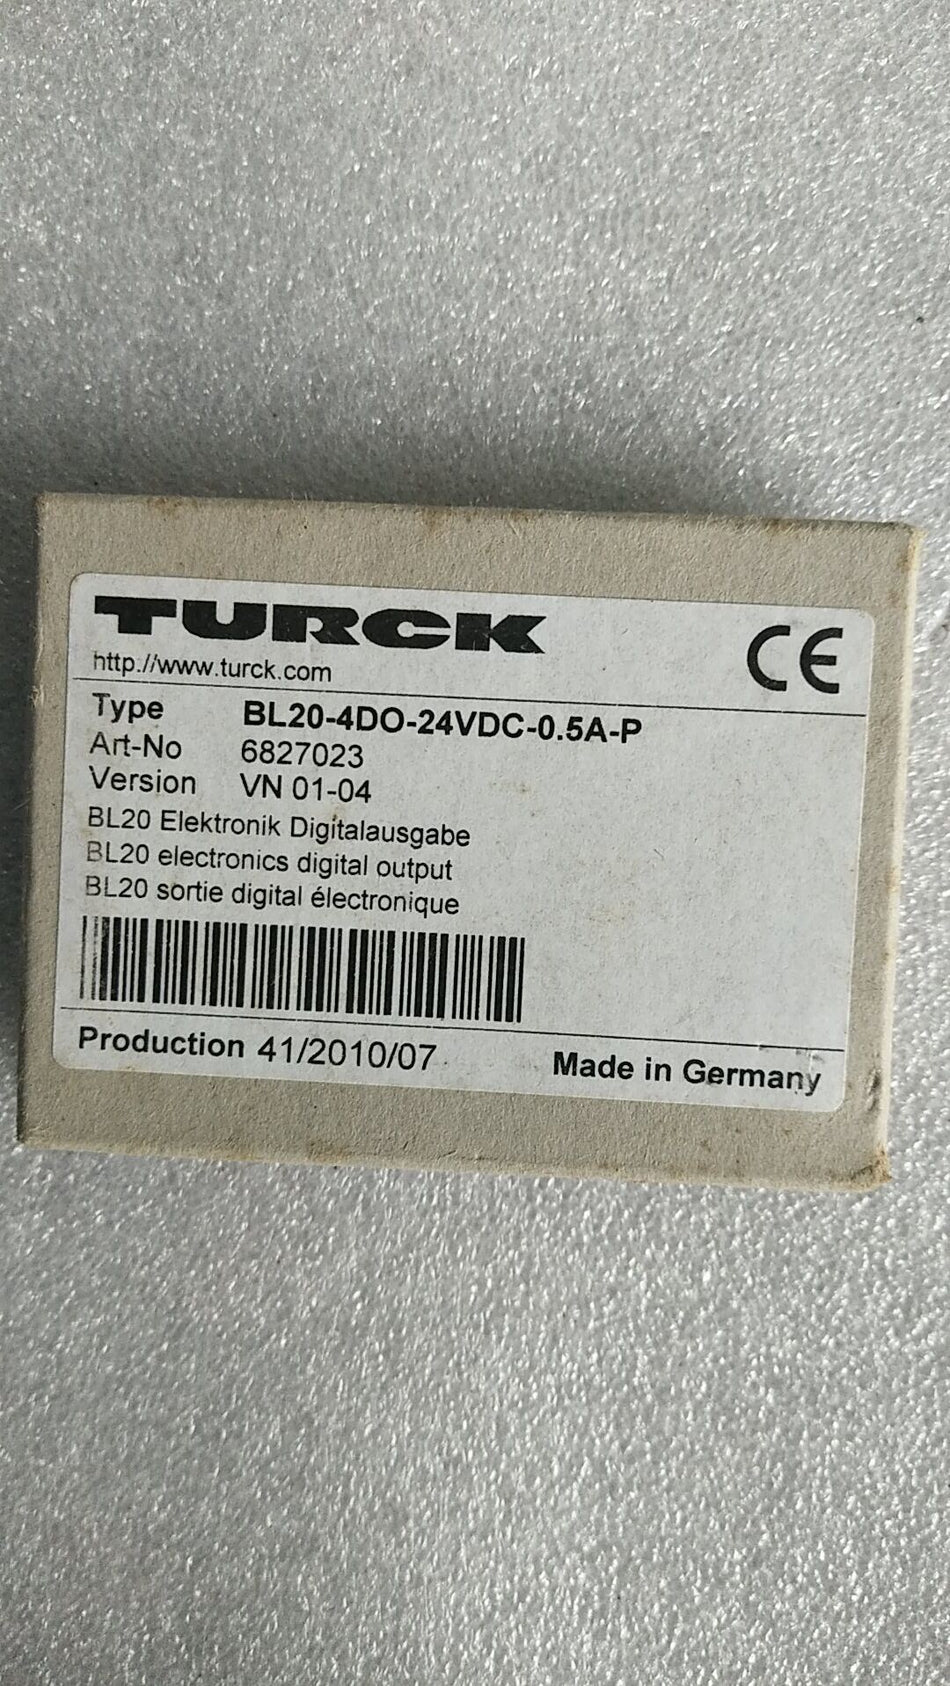 TURCK
CE
http://www.turck.com
Type BL20-4DO-24VDC-0.5A-P
Art-No 6827023
Version VN 01-04
BL20 Elektronik Digitalausgabe
BL20 electronics digital output
BL20 sortie digital électronique
Production 41/2010/07
Made in Germany